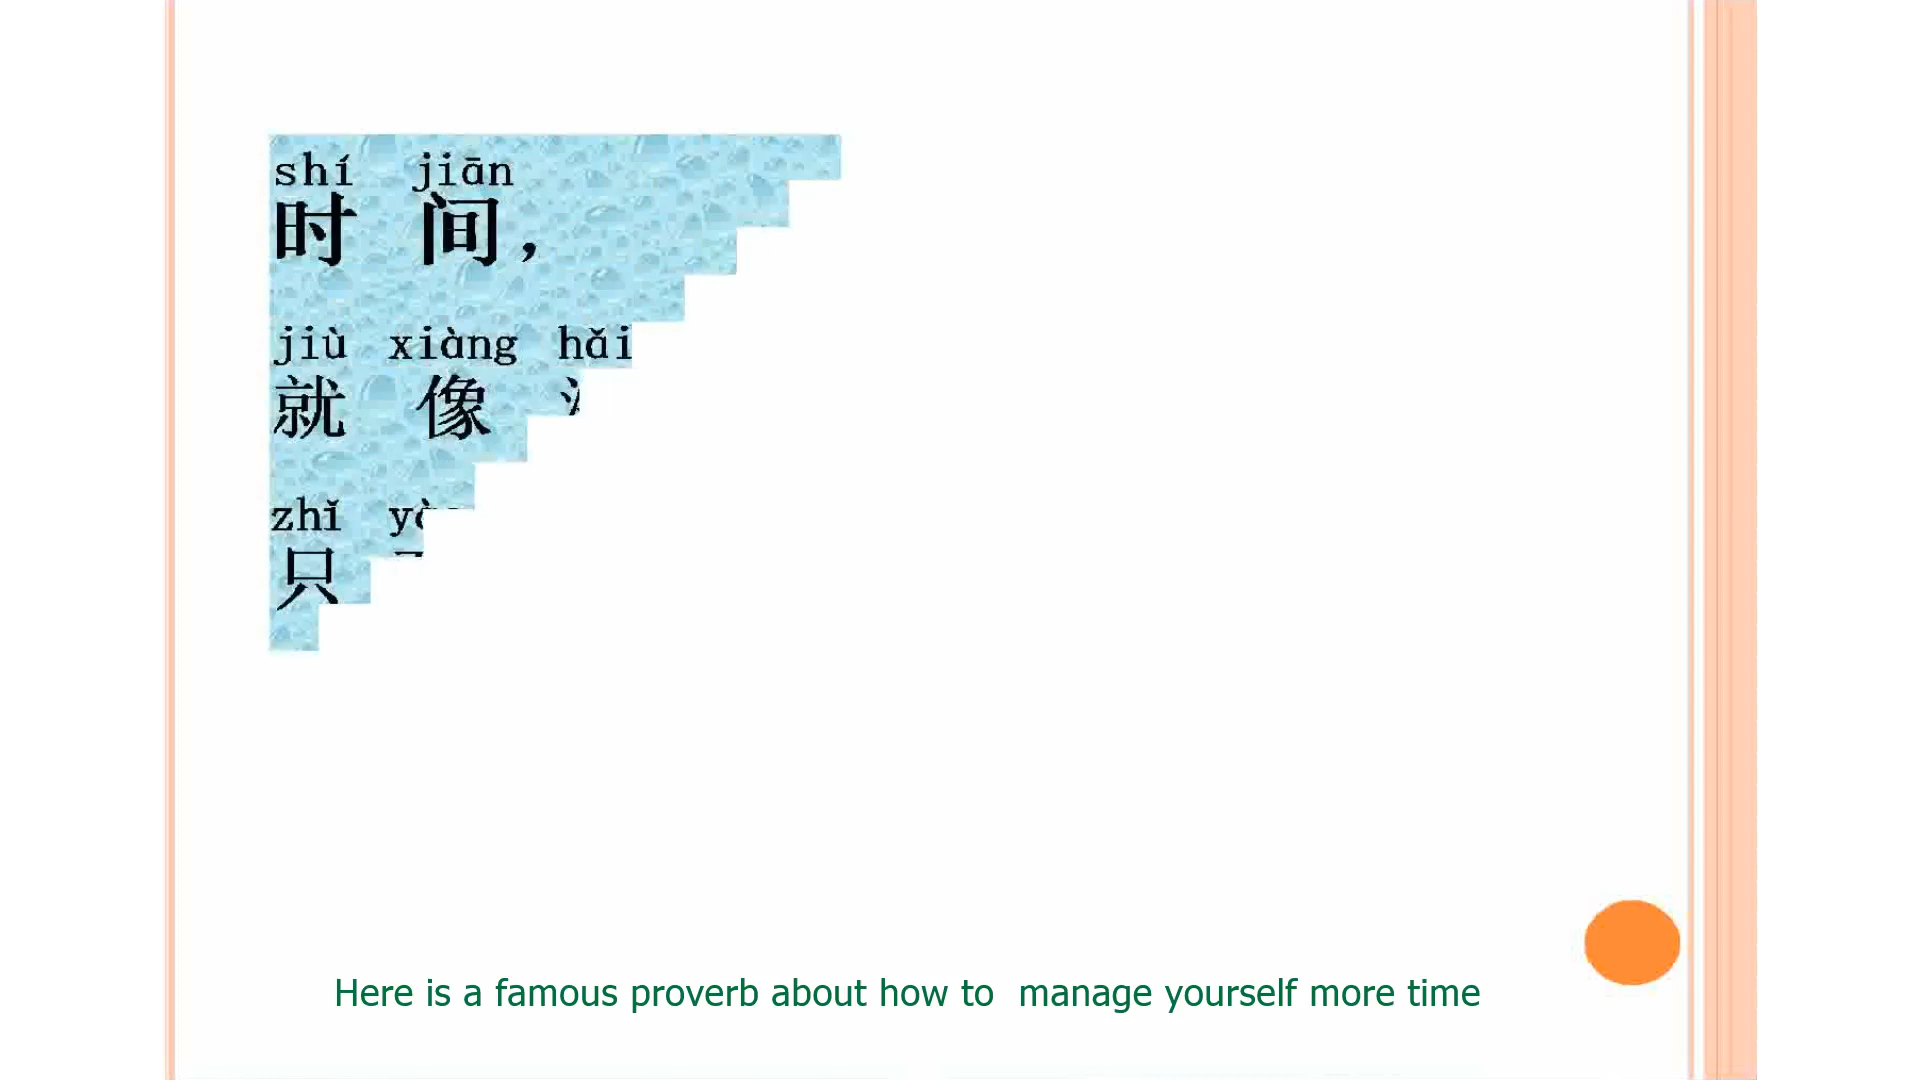 shí jiān
时 间，
jiù xiàng hǎi
就 像
zhǐ
只
Here is a famous proverb about how to  manage yourself more time